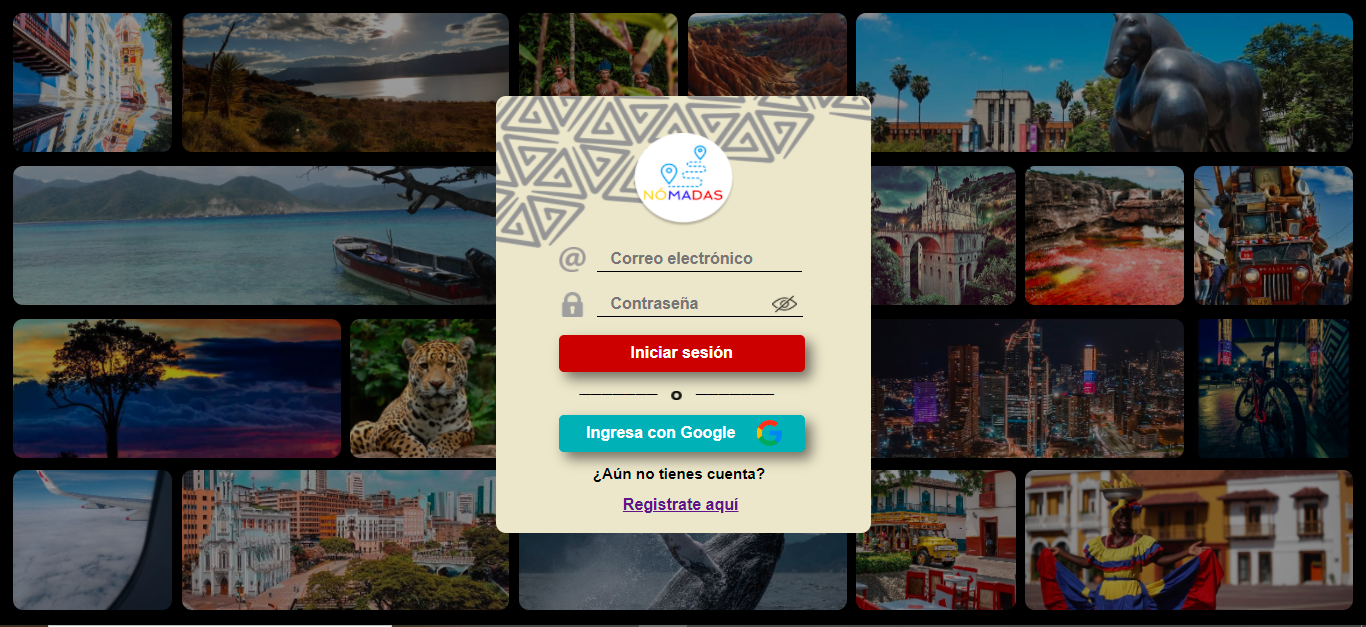 NÓMADAS
@
Correo electrónico
Contraseña
Iniciar sesión
o
Ingresa con Google
¿Aún no tienes cuenta?
Registrate aquí